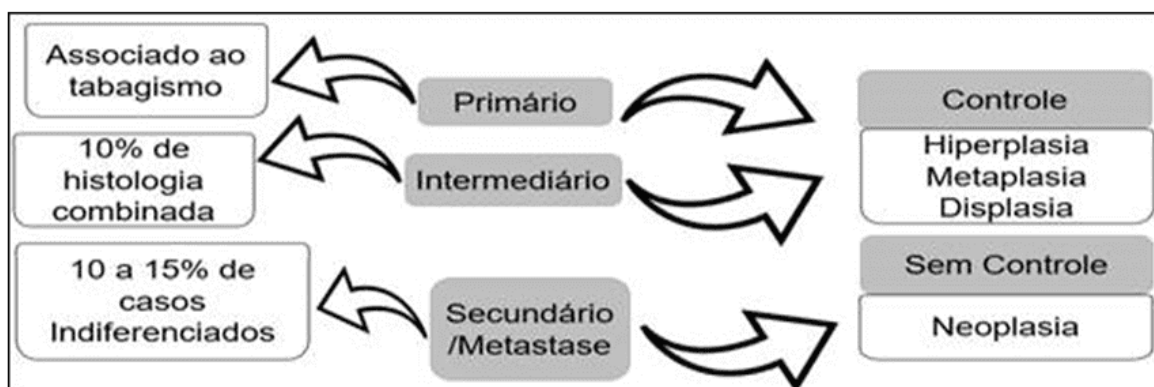 Associado ao
tabagismo
Primário
Controle
10% de
histologia
combinada
Intermediário
Hiperplasia
Metaplasia
Displasia
10 a 15% de
casos
Indiferenciados
Secundário
/Metastase
Sem Controle
Neoplasia